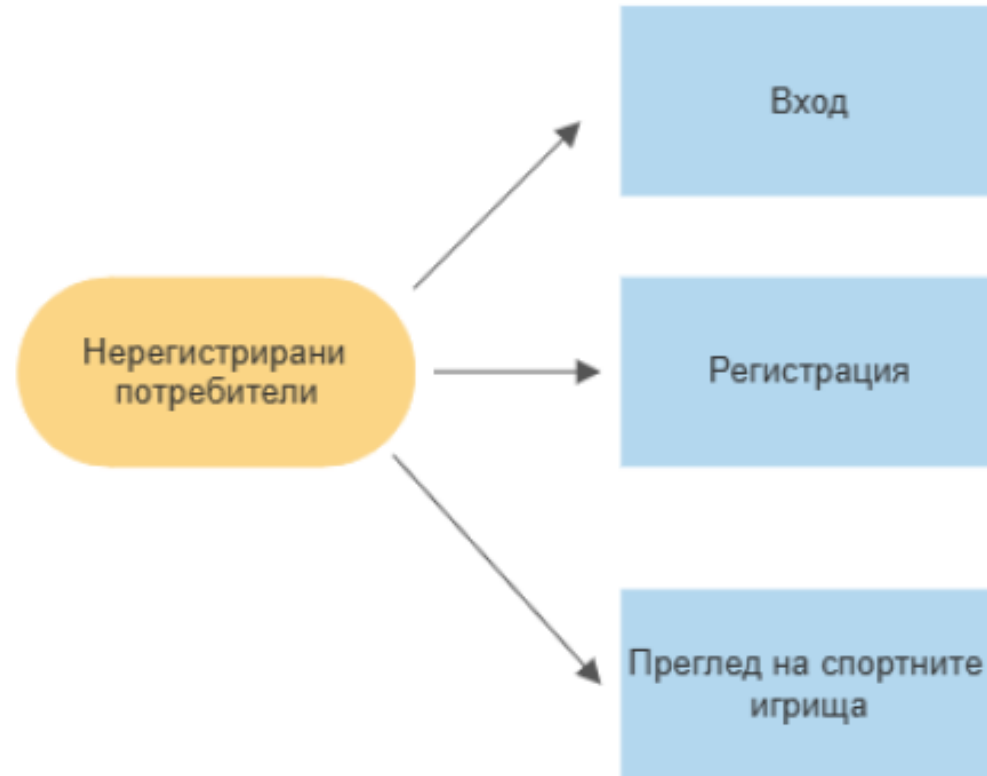 Вход
Нерегистрирани
потребители
Регистрация
Преглед на спортните
игрища